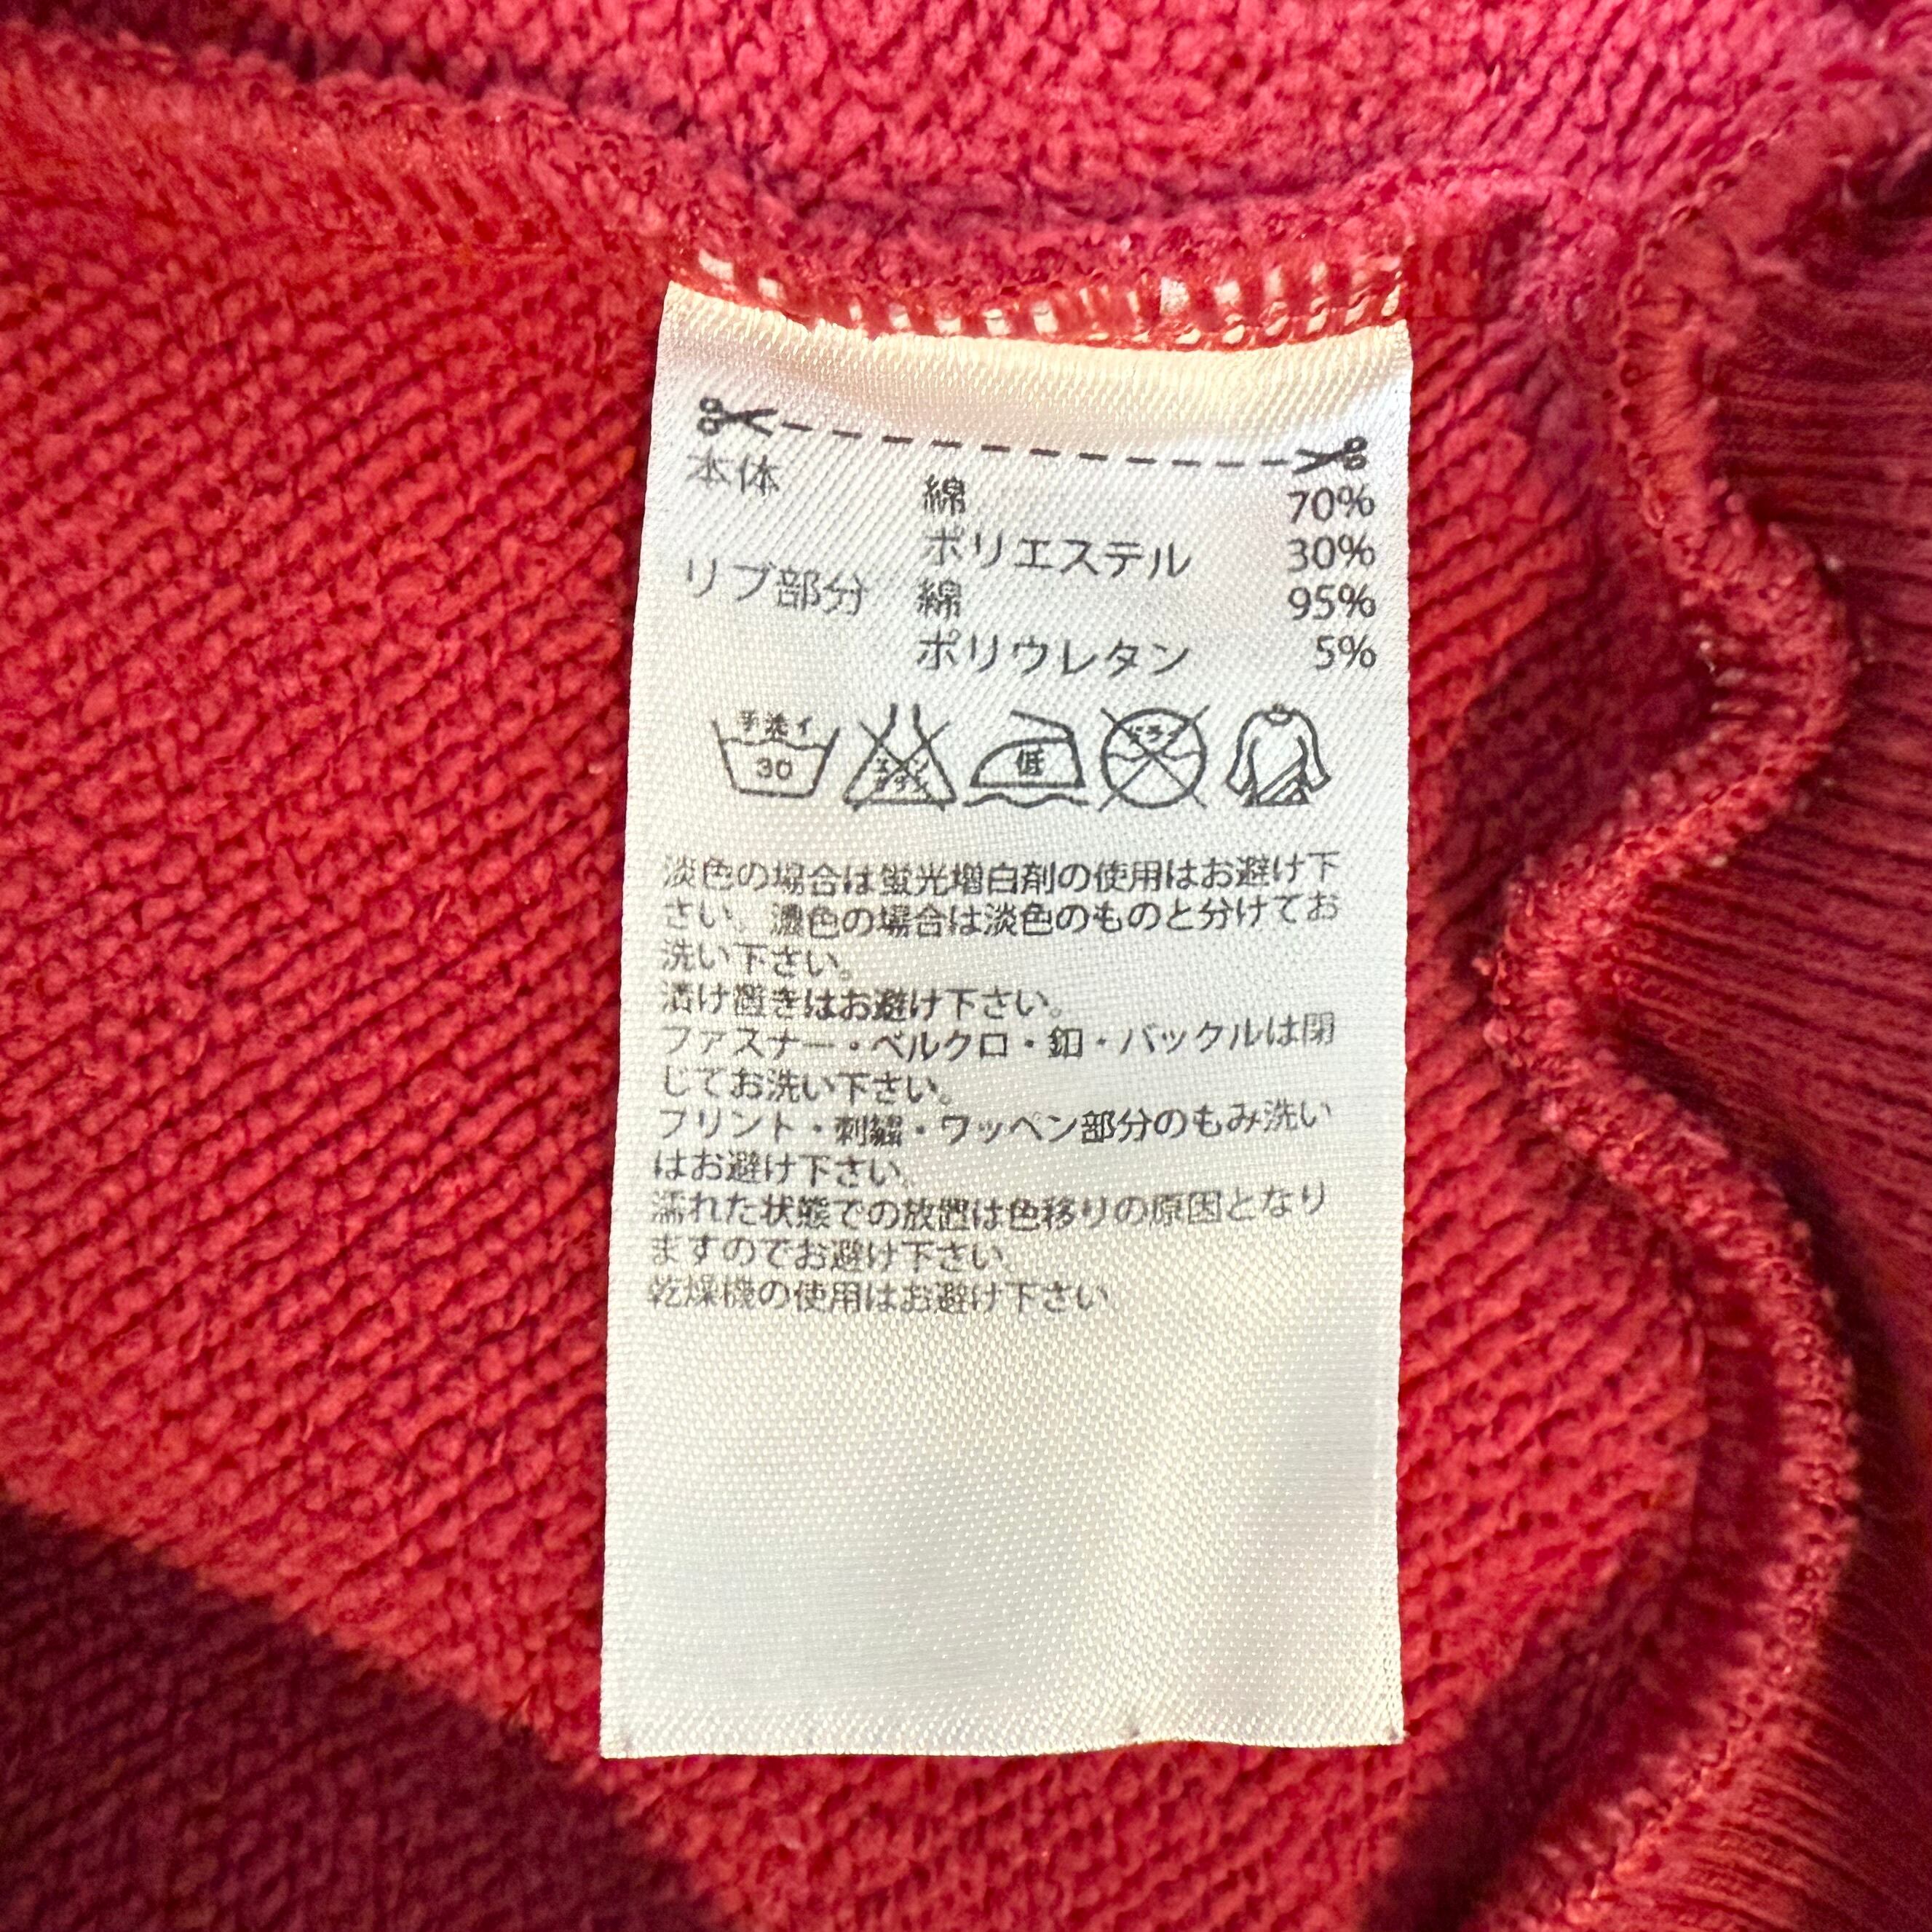 本体 綿 70%
ポリエステル 30%
リブ部分 綿 95%
ポリウレタン 5%
手洗イ 30
エンソサラシ
低
ドライ
淡色の場合は蛍光増白剤の使用はお避け下
さい。濃色の場合は淡色のものと分けてお
洗い下さい。
漬け置きはお避け下さい。
ファスナー・ベルクロ・釦・バックルは閉
じてお洗い下さい。
プリント・刺繍・ワッペン部分のもみ洗い
はお避け下さい。
濡れた状態での放置は色移りの原因となり
ますのでお避け下さい。
乾燥機の使用はお避け下さい